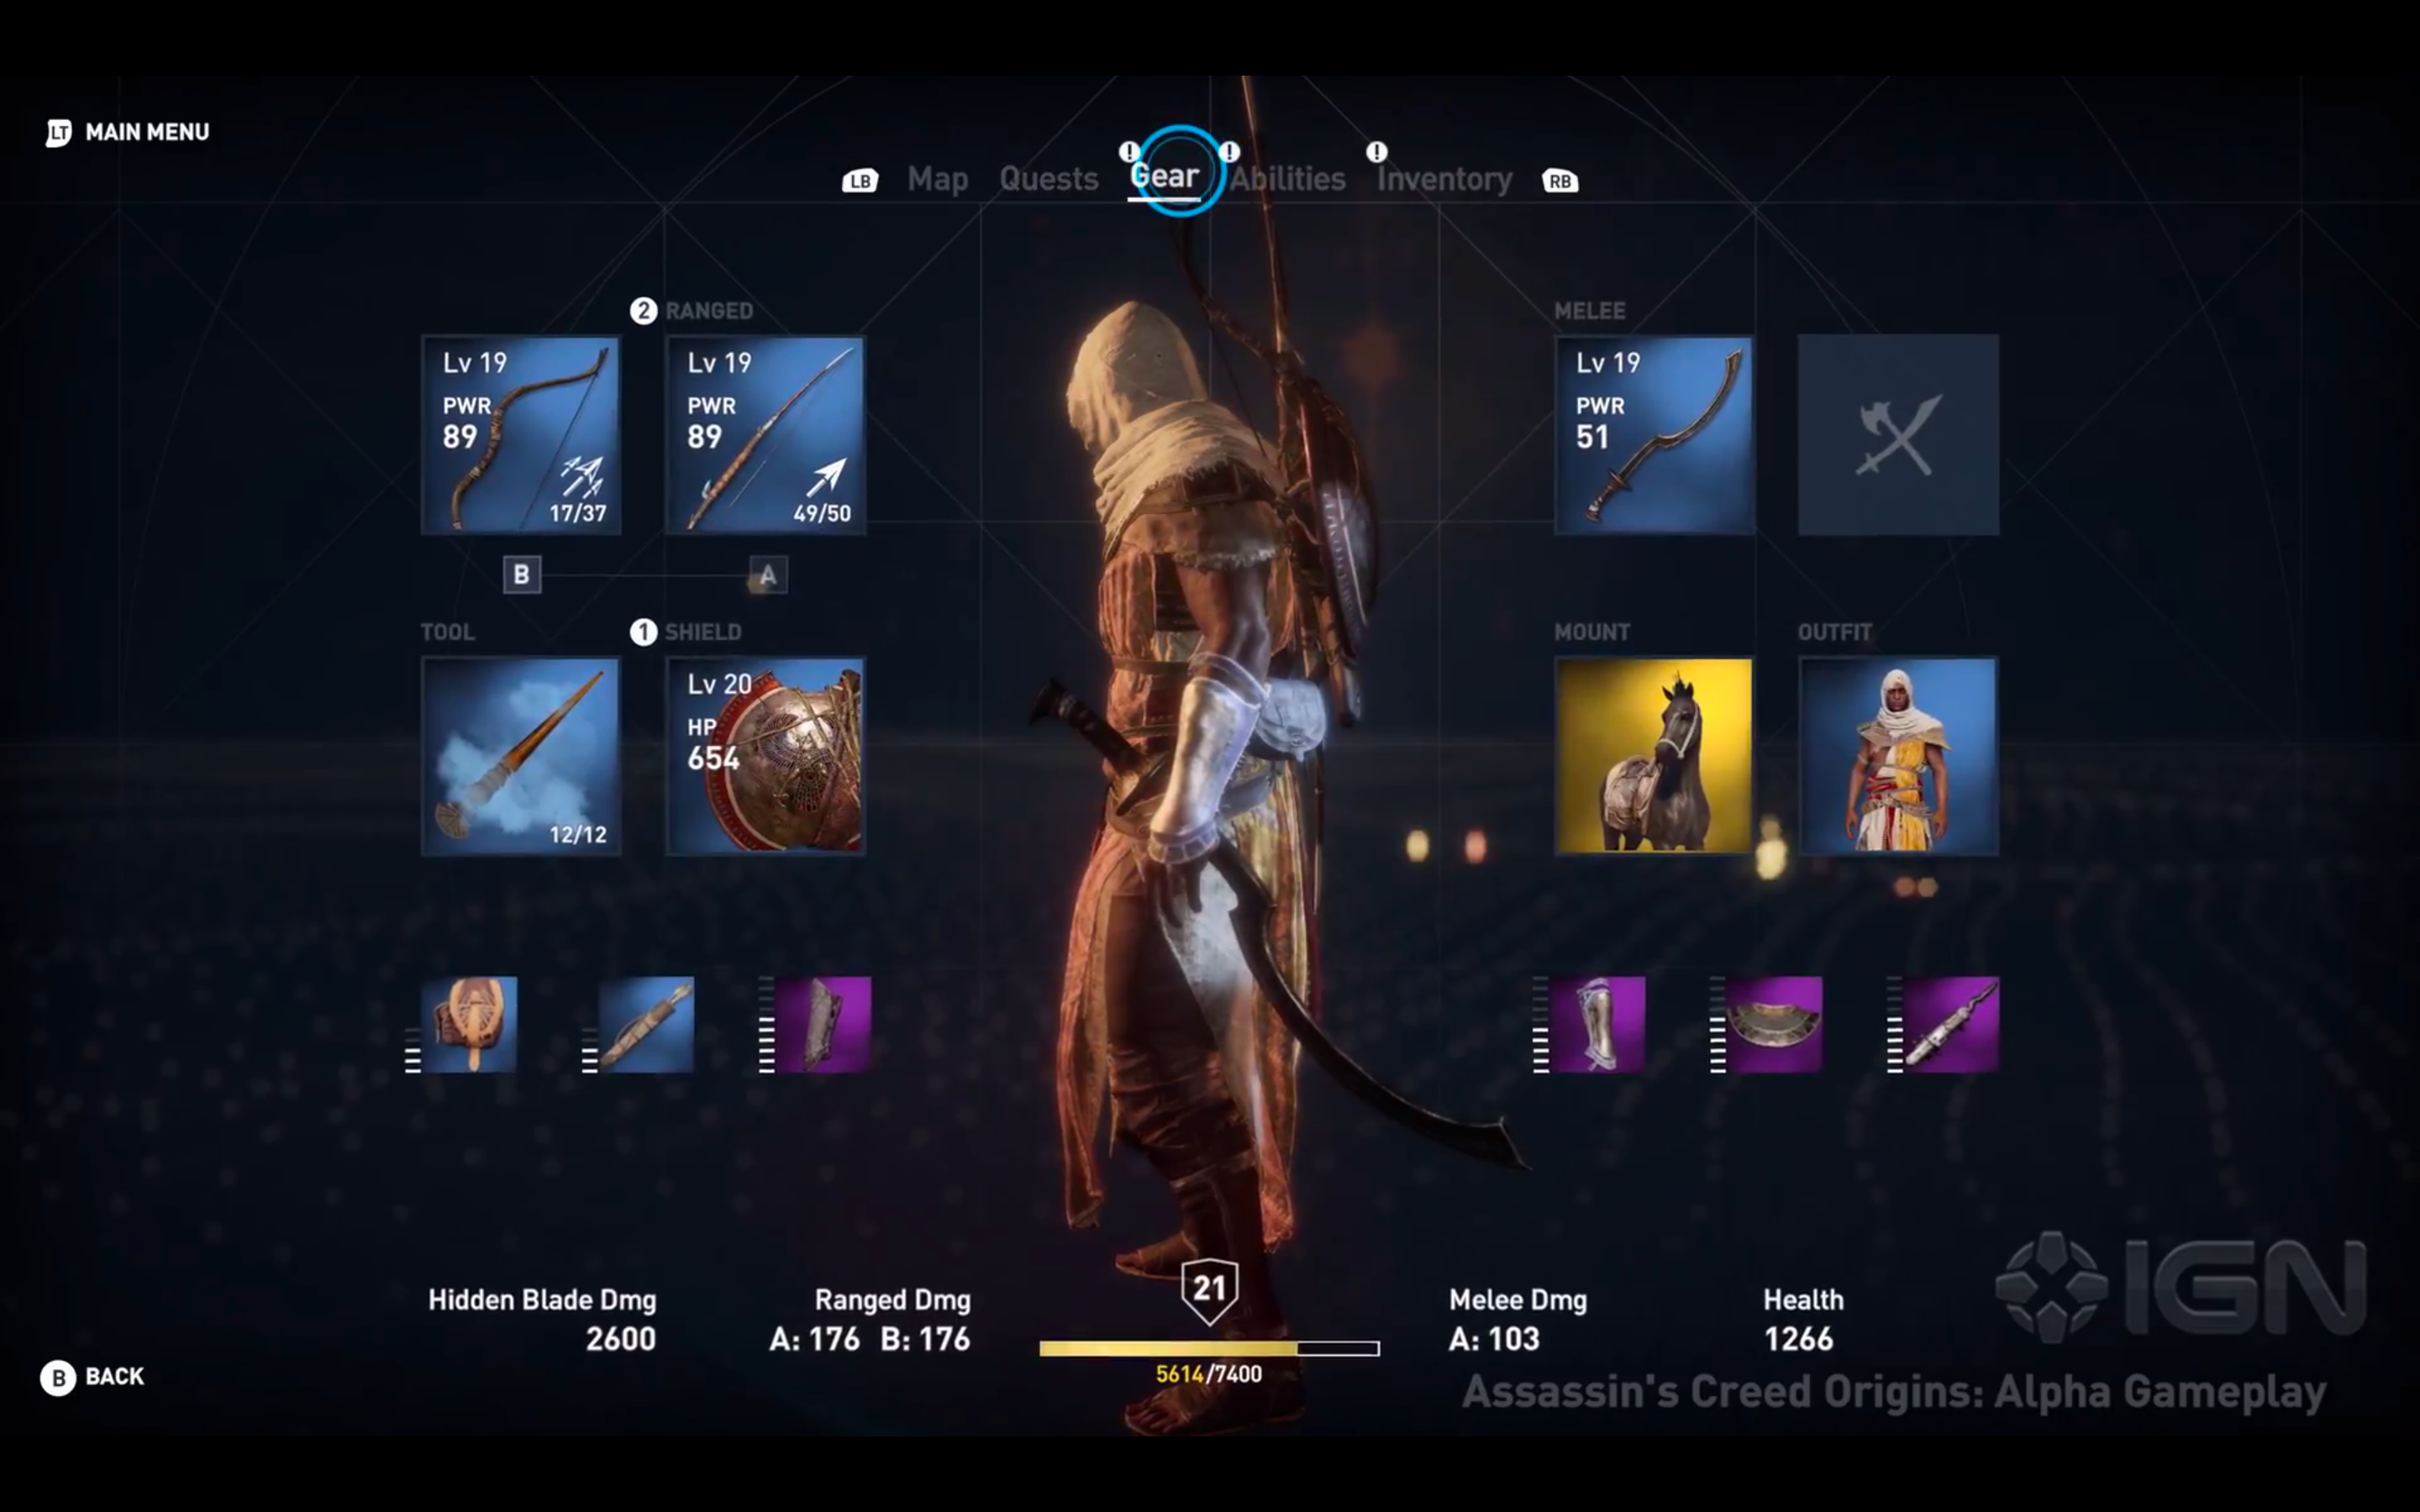 LT MAIN MENU
LB Map Quests Gear Abilities Inventory RB
! ! !
2 RANGED
Lv 19
PWR
89
17/37
Lv 19
PWR
89
49/50
B A
MELEE
Lv 19
PWR
51
TOOL
12/12
1 SHIELD
Lv 20
HP
654
MOUNT
OUTFIT
Hidden Blade Dmg
2600
Ranged Dmg
A: 176 B: 176
21
5614/7400
Melee Dmg
A: 103
Health
1266
IGN
Assassin's Creed Origins: Alpha Gameplay
B BACK